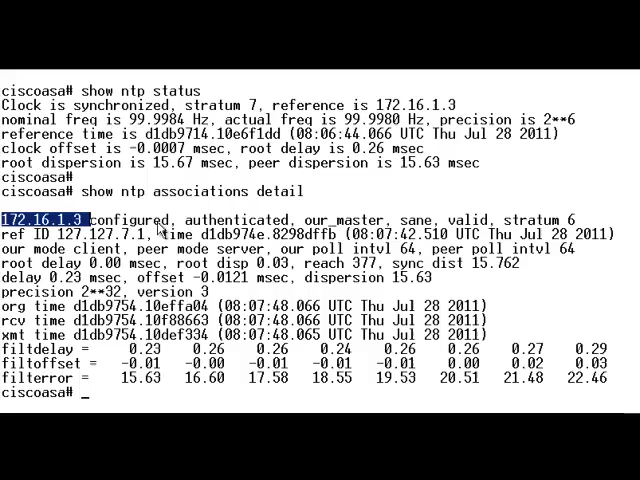 ciscoasa# show ntp status
Clock is synchronized, stratum 7, reference is 172.16.1.3
nominal freq is 99.9984 Hz, actual freq is 99.9980 Hz, precision is 2**6
reference time is d1db9714.10e6f1dd (08:06:44.066 UTC Thu Jul 28 2011)
clock offset is -0.0007 msec, root delay is 0.26 msec
root dispersion is 15.67 msec, peer dispersion is 15.63 msec
ciscoasa#
ciscoasa# show ntp associations detail
172.16.1.3 configured, authenticated, our_master, sane, valid, stratum 6
ref ID 127.127.7.1, time d1db974e.8298dffb (08:07:42.510 UTC Thu Jul 28 2011)
our mode client, peer mode server, our poll intvl 64, peer poll intvl 64
root delay 0.00 msec, root disp 0.03, reach 377, sync dist 15.762
delay 0.23 msec, offset -0.0121 msec, dispersion 15.63
precision 2**32, version 3
org time d1db9754.10effa04 (08:07:48.066 UTC Thu Jul 28 2011)
rcv time d1db9754.10f88663 (08:07:48.066 UTC Thu Jul 28 2011)
xmt time d1db9754.10def334 (08:07:48.065 UTC Thu Jul 28 2011)
filtdelay = 0.23 0.26 0.26 0.24 0.26 0.26 0.27 0.29
filtoffset = -0.01 -0.00 -0.01 -0.01 -0.01 0.00 0.02 0.03
filterror = 15.63 16.60 17.58 18.55 19.53 20.51 21.48 22.46
ciscoasa# _